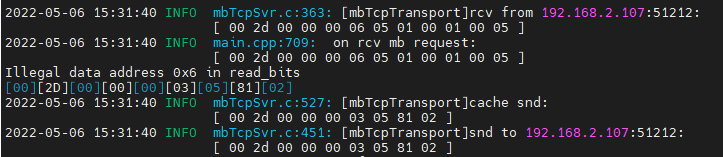 2022-05-06 15:31:40 INFO  mbTcpSvr.c:363: [mbTcpTransport]rcv from 192.168.2.107:51212:
[ 00 2d 00 00 00 06 05 01 00 01 00 05 ]
2022-05-06 15:31:40 INFO  main.cpp:709:  on rcv mb request:
[ 00 2d 00 00 00 06 05 01 00 01 00 05 ]
Illegal data address 0x6 in read_bits
[00][2D][00][00][00][03][05][81][02]
2022-05-06 15:31:40 INFO  mbTcpSvr.c:527: [mbTcpTransport]cache snd:
[ 00 2d 00 00 00 03 05 81 02 ]
2022-05-06 15:31:40 INFO  mbTcpSvr.c:451: [mbTcpTransport]snd to 192.168.2.107:51212:
[ 00 2d 00 00 00 03 05 81 02 ]